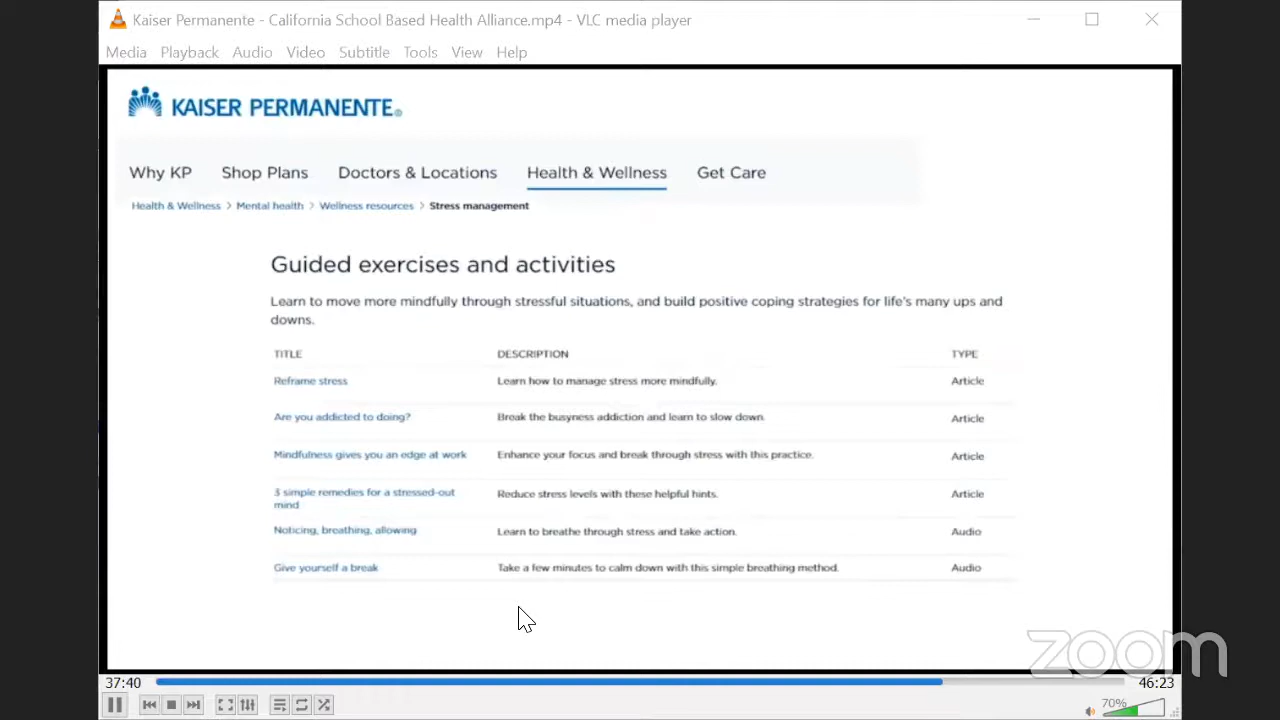 Kaiser Permanente - California School Based Health Alliance.mp4 - VLC media player
Media Playback Audio Video Subtitle Tools View Help
KAISER PERMANENTE®
Why KP Shop Plans Doctors & Locations Health & Wellness Get Care
Health & Wellness > Mental health > Wellness resources > Stress management
Guided exercises and activities
Learn to move more mindfully through stressful situations, and build positive coping strategies for life's many ups and
downs.
TITLE DESCRIPTION TYPE
Reframe stress Learn how to manage stress more mindfully. Article
Are you addicted to doing? Break the busyness addiction and learn to slow down. Article
Mindfulness gives you an edge at work Enhance your focus and break through stress with this practice. Article
3 simple remedies for a stressed-out
mind Reduce stress levels with these helpful hints. Article
Noticing, breathing, allowing Learn to breathe through stress and take action. Audio
Give yourself a break Take a few minutes to calm down with this simple breathing method. Audio
zoom
37:40 46:23
70%